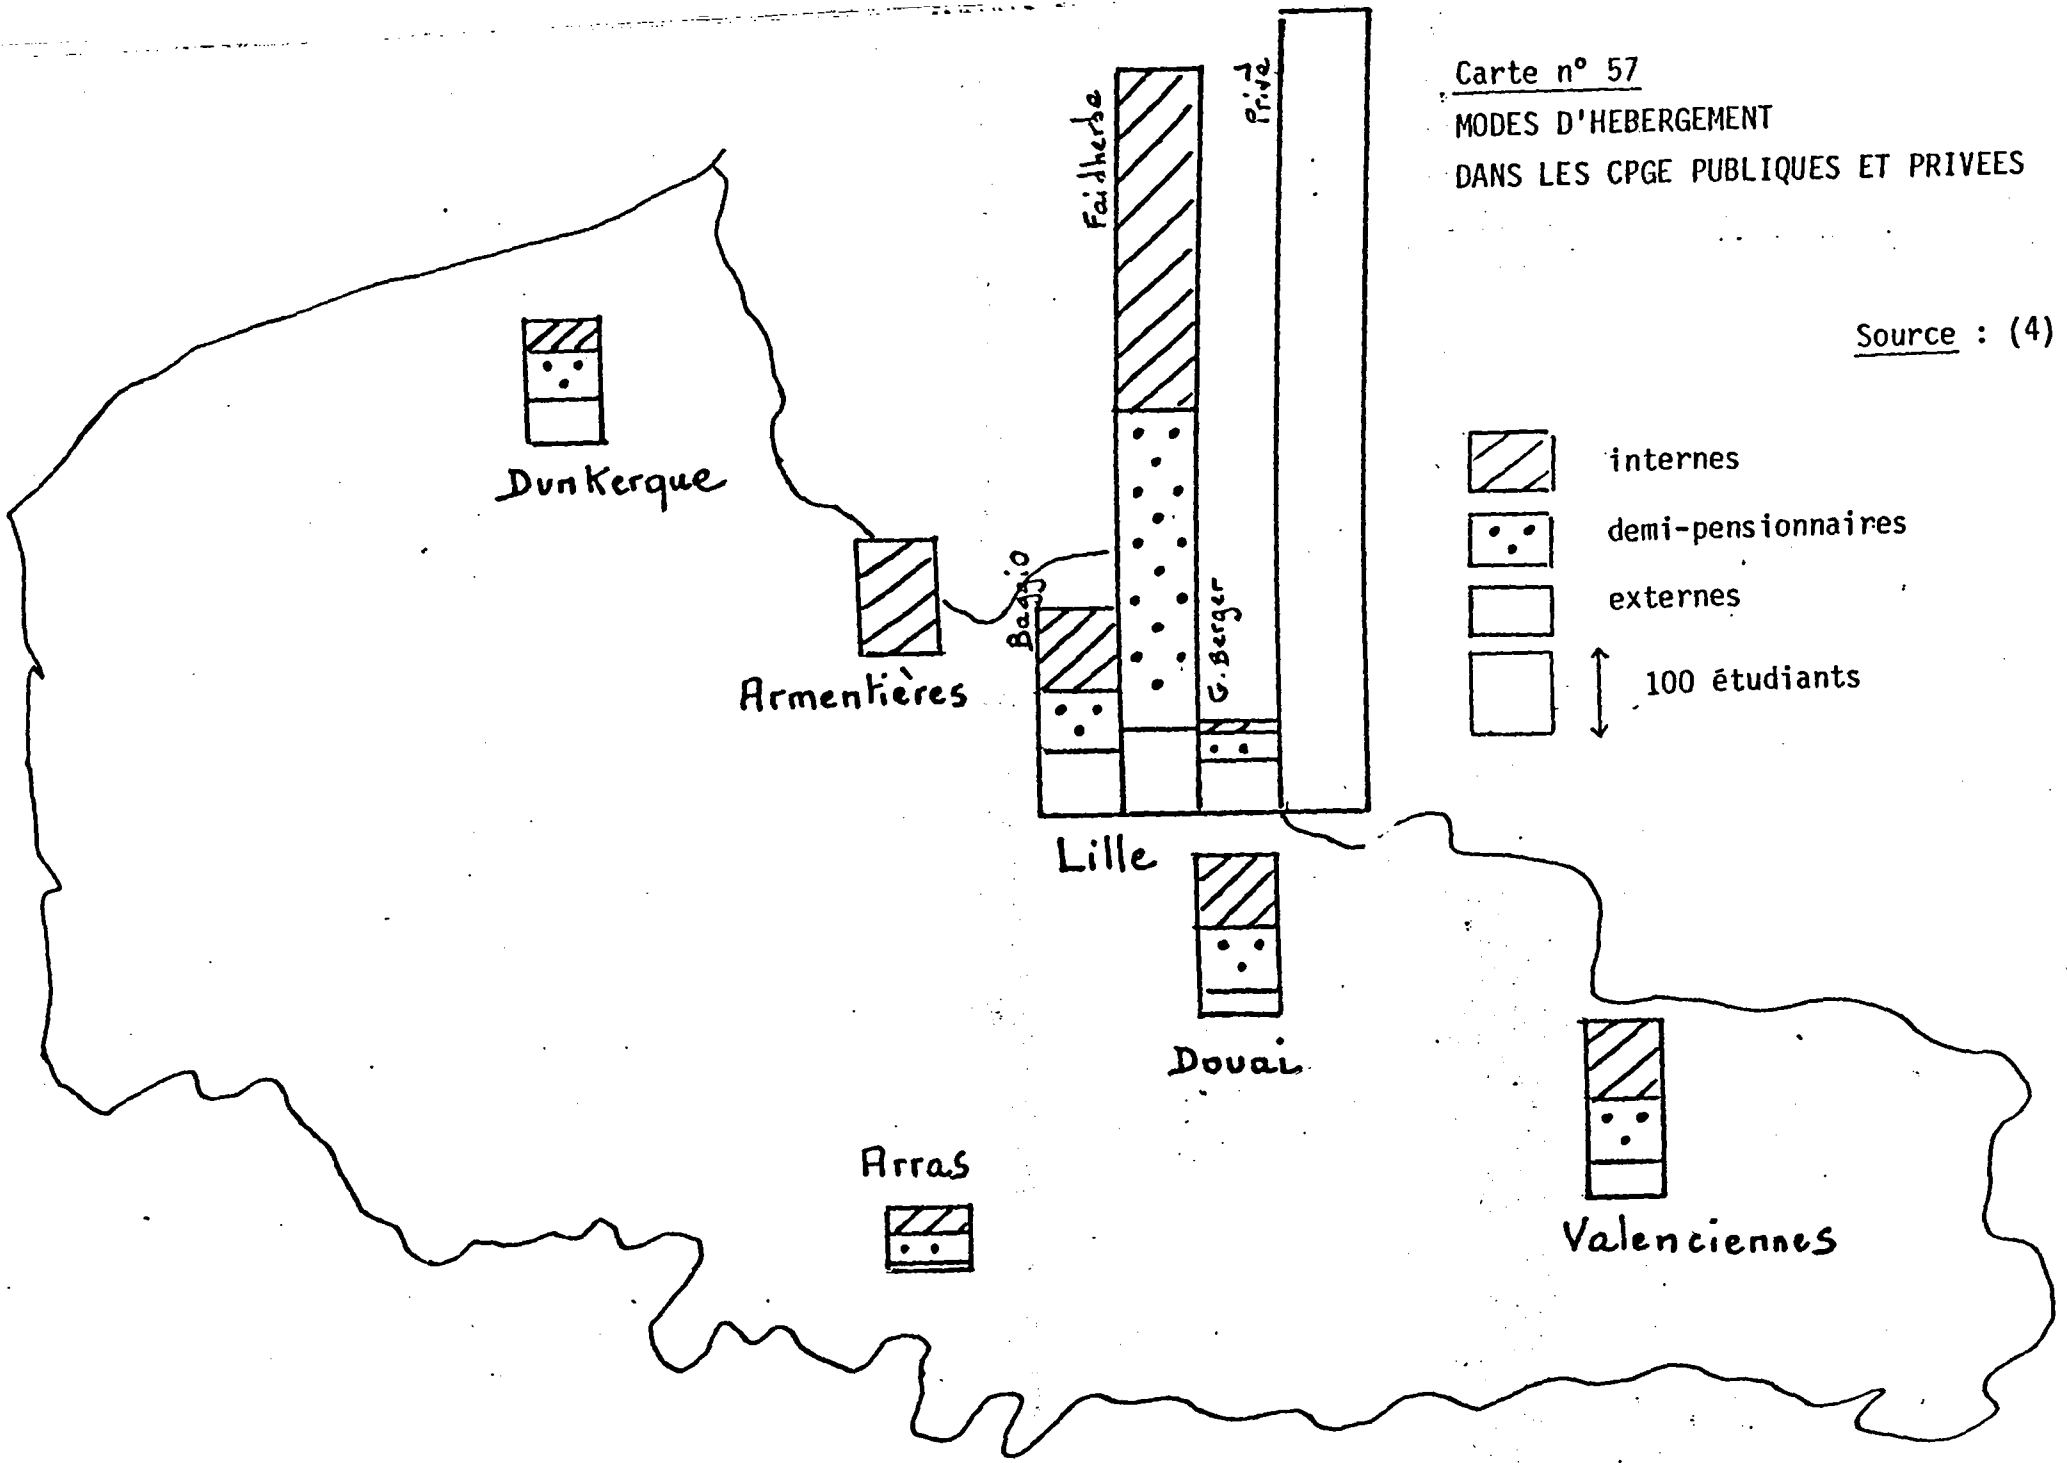 Carte n° 57
MODES D'HEBERGEMENT
DANS LES CPGE PUBLIQUES ET PRIVEES
Source : (4)
internes
demi-pensionnaires
externes
100 étudiants
Dunkerque
Armentières
Baggio
Faidherbe
G. Berger
Privé
Lille
Douai
Arras
Valenciennes